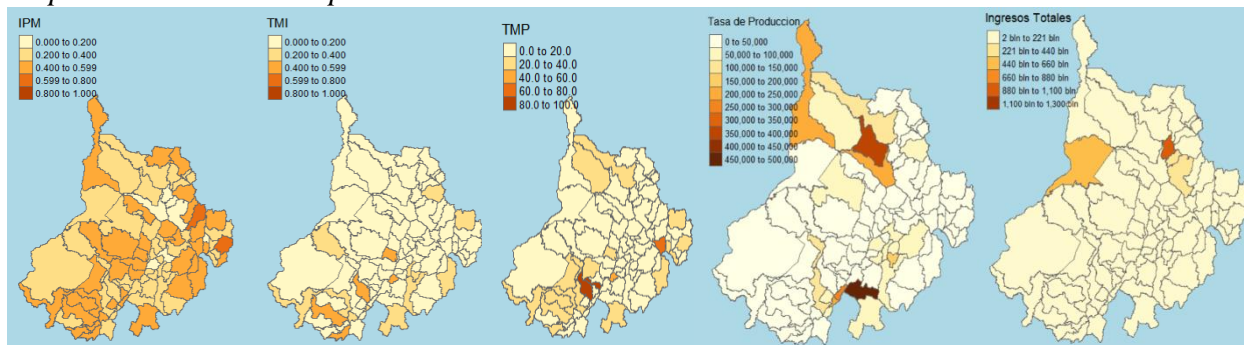 IPM
0.000 to 0.200
0.200 to 0.400
0.400 to 0.599
0.599 to 0.800
0.800 to 1.000
TMI
0.000 to 0.200
0.200 to 0.400
0.400 to 0.599
0.599 to 0.800
0.800 to 1.000
TMP
0.0 to 20.0
20.0 to 40.0
40.0 to 60.0
60.0 to 80.0
80.0 to 100.0
Tasa de Produccion
0 to 50,000
50,000 to 100,000
100,000 to 150,000
150,000 to 200,000
200,000 to 250,000
250,000 to 300,000
300,000 to 350,000
350,000 to 400,000
400,000 to 450,000
450,000 to 500,000
Ingresos Totales
2 bln to 221 bln
221 bln to 440 bln
440 bln to 660 bln
660 bln to 880 bln
880 bln to 1,100 bln
1,100 bln to 1,300 bln